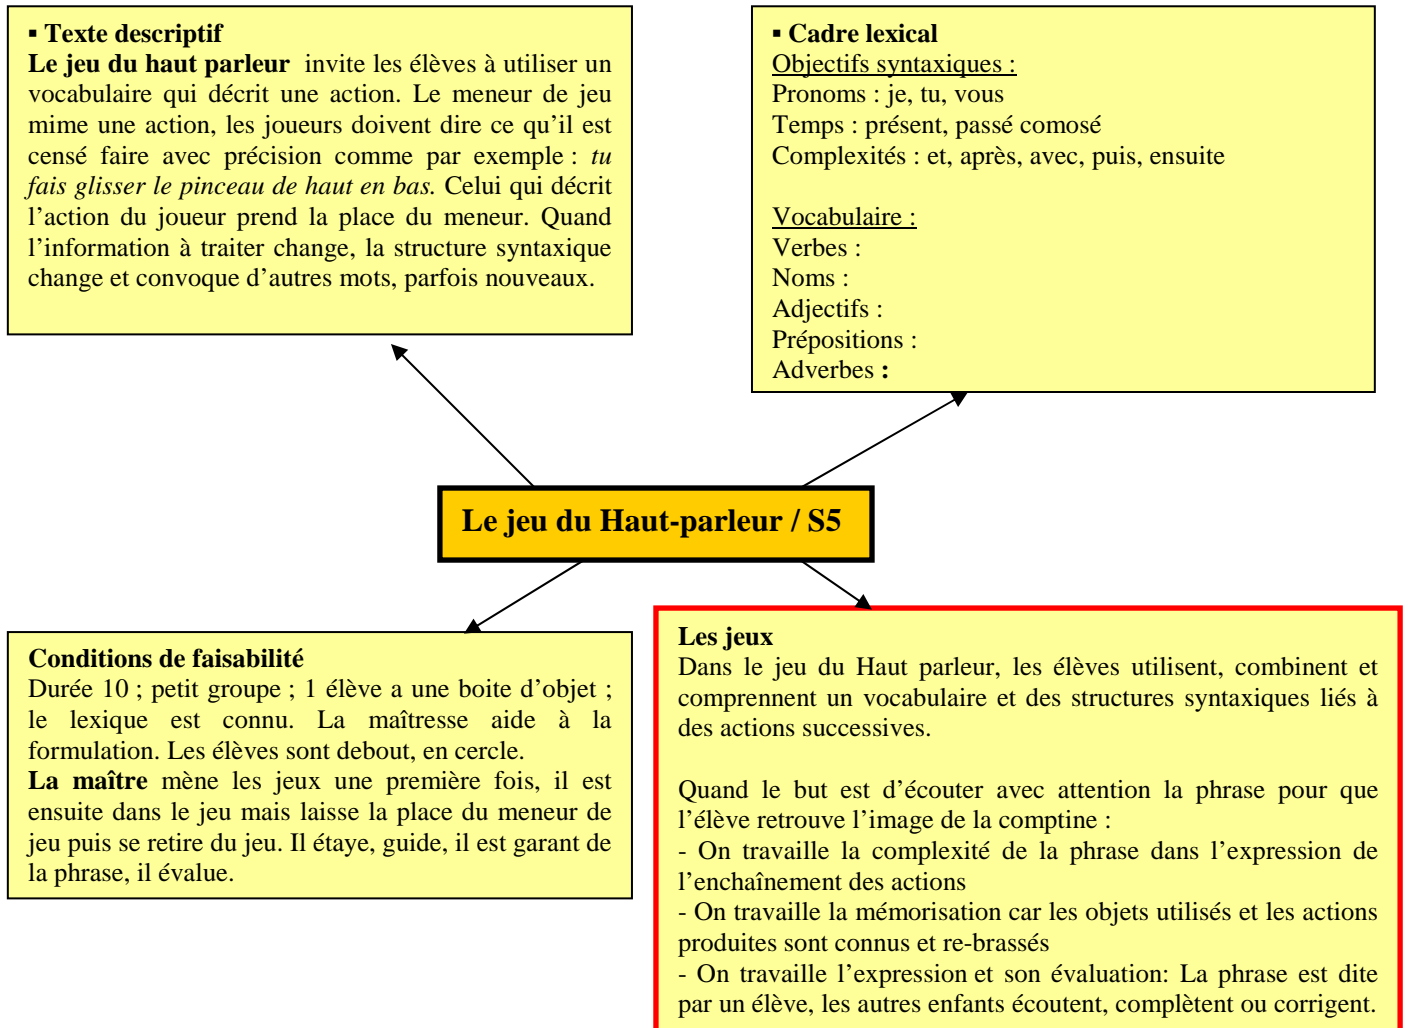 ▪ Texte descriptif
Le jeu du haut parleur invite les élèves à utiliser un
vocabulaire qui décrit une action. Le meneur de jeu
mime une action, les joueurs doivent dire ce qu'il est
censé faire avec précision comme par exemple : tu
fais glisser le pinceau de haut en bas. Celui qui décrit
l'action du joueur prend la place du meneur. Quand
l'information à traiter change, la structure syntaxique
change et convoque d'autres mots, parfois nouveaux.
▪ Cadre lexical
Objectifs syntaxiques :
Pronoms : je, tu, vous
Temps : présent, passé comosé
Complexités : et, après, avec, puis, ensuite
Vocabulaire :
Verbes :
Noms :
Adjectifs :
Prépositions :
Adverbes :
Le jeu du Haut-parleur / S5
Conditions de faisabilité
Durée 10 ; petit groupe ; 1 élève a une boite d'objet ;
le lexique est connu. La maîtresse aide à la
formulation. Les élèves sont debout, en cercle.
La maître mène les jeux une première fois, il est
ensuite dans le jeu mais laisse la place du meneur de
jeu puis se retire du jeu. Il étaye, guide, il est garant de
la phrase, il évalue.
Les jeux
Dans le jeu du Haut parleur, les élèves utilisent, combinent et
comprennent un vocabulaire et des structures syntaxiques liés à
des actions successives.
Quand le but est d'écouter avec attention la phrase pour que
l'élève retrouve l'image de la comptine :
- On travaille la complexité de la phrase dans l'expression de
l'enchaînement des actions
- On travaille la mémorisation car les objets utilisés et les actions
produites sont connus et re-brassés
- On travaille l'expression et son évaluation: La phrase est dite
par un élève, les autres enfants écoutent, complètent ou corrigent.